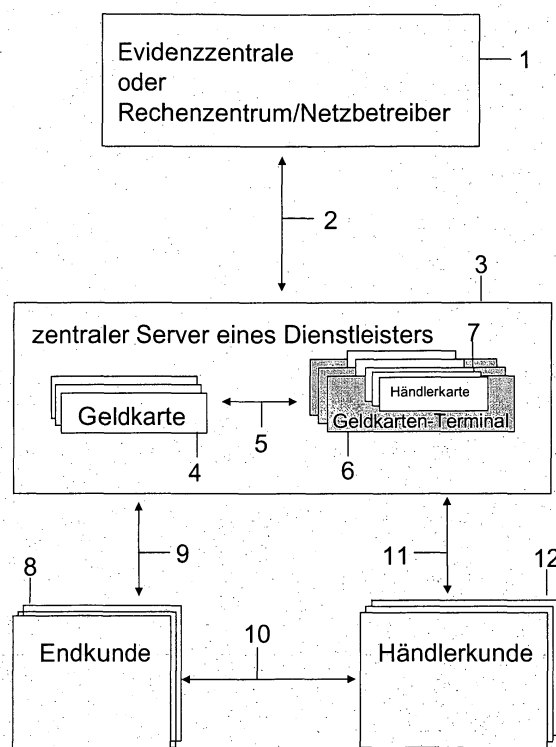 Evidenzzentrale
oder
Rechenzentrum/Netzbetreiber
1
2
3
zentraler Server eines Dienstleisters
7
Händlerkarte
Geldkarte
Geldkarten-Terminal
5
4
6
8
9
11
12
10
Endkunde
Händlerkunde